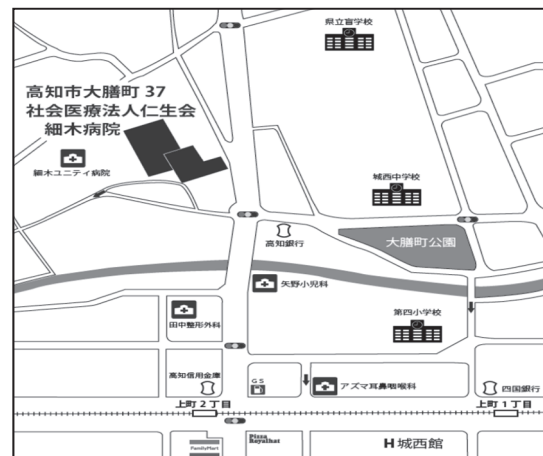 県立盲学校
高知市大膳町 37
社会医療法人仁生会
細木病院
細木ユニティ病院
城西中学校
高知銀行
大膳町公園
矢野小児科
田中整形外科
第四小学校
高知信用金庫
GS
アズマ耳鼻咽喉科
四国銀行
上町2丁目
上町1丁目
FamilyMart
Pizza
Royalhat
H 城西館